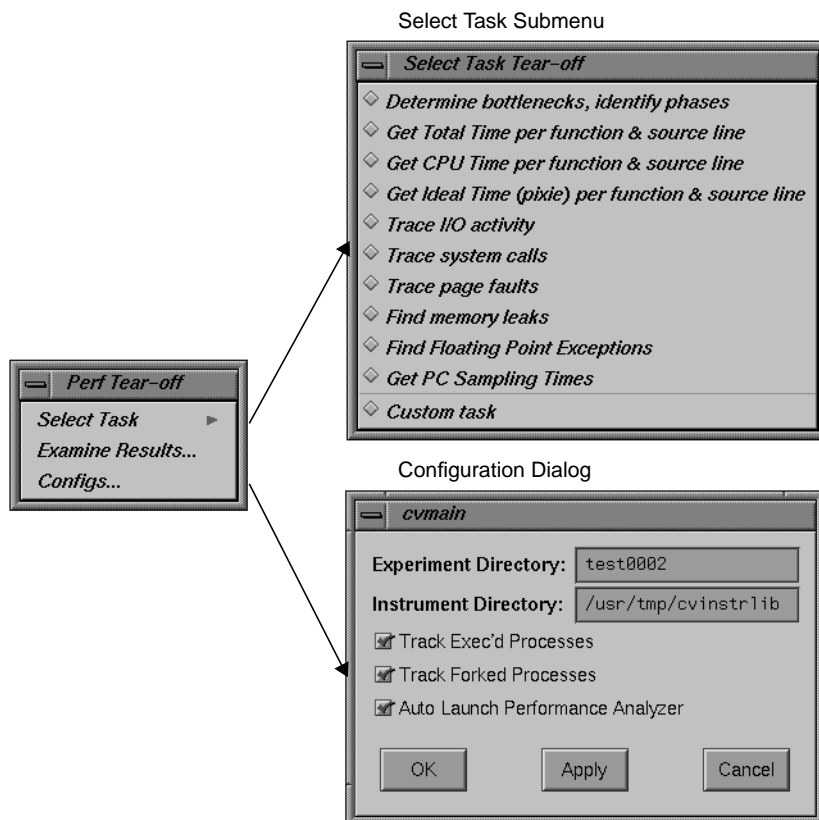 Select Task Submenu
Select Task Tear-off
Determine bottlenecks, identify phases
Get Total Time per function & source line
Get CPU Time per function & source line
Get Ideal Time (pixie) per function & source line
Trace I/O activity
Trace system calls
Trace page faults
Find memory leaks
Find Floating Point Exceptions
Get PC Sampling Times
Custom task
Perf Tear-off
Select Task
Examine Results...
Configs...
Configuration Dialog
cvmain
Experiment Directory: test0002
Instrument Directory: /usr/tmp/cvinstrlib
Track Exec'd Processes
Track Forked Processes
Auto Launch Performance Analyzer
OK Apply Cancel